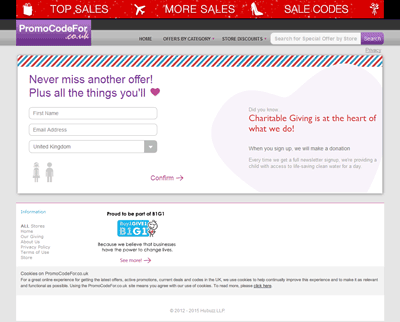 TOP SALES MORE SALES SALE CODES
PromoCodeFor
.co.uk
HOME OFFERS BY CATEGORY STORE DISCOUNTS Search for Special Offer by Store Search
Privacy
Never miss another offer!
Plus all the things you'll
First Name
Email Address
United Kingdom
Confirm
Did you know...
Charitable Giving is at the heart of
what we do!
When you sign up, we will make a donation
Every time we get a full newsletter signup, we're providing a
child with access to life-saving clean water for a day.
Information
ALL Stores
Home
Our Giving
About Us
Privacy Policy
Terms of Use
Store
Proud to be part of B1G1
Buy1GIVE1
B1G1
Because we believe that businesses
have the power to change lives.
See more!
Cookies on PromoCodeFor.co.uk
For a great online experience for getting the latest offers, active promotions, current deals and codes in the UK, we use cookies to help continually improve this experience and to make it as relevant
and functional as possible. Using the PromoCodeFor.co.uk site means you agree with our use of cookies. To read more, please click here.
© 2012 - 2015 HubezLLP